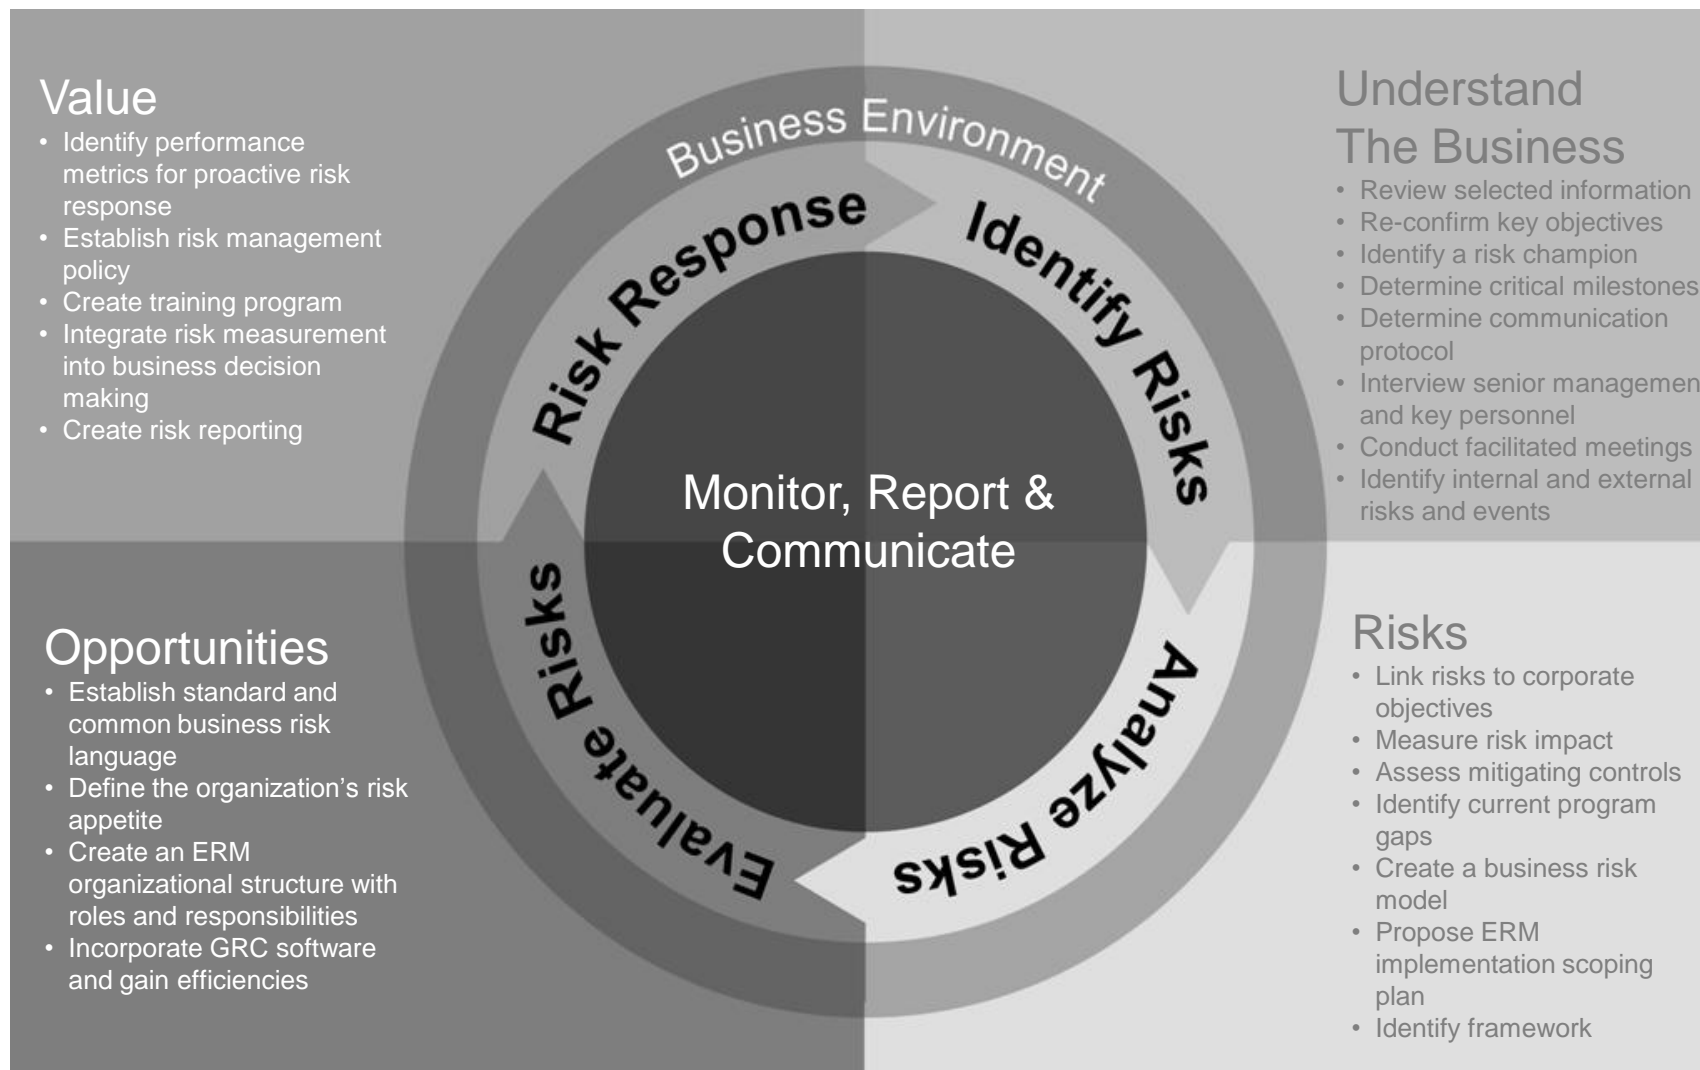 Value
• Identify performance
metrics for proactive risk
response
• Establish risk management
policy
• Create training program
• Integrate risk measurement
into business decision
making
• Create risk reporting
Business Environment
Risk Response
Identify Risks
Analyze Risks
Evaluate Risks
Monitor, Report &
Communicate
Understand
The Business
• Review selected information
• Re-confirm key objectives
• Identify a risk champion
• Determine critical milestones
• Determine communication
protocol
• Interview senior managemen
and key personnel
• Conduct facilitated meetings
• Identify internal and external
risks and events
Opportunities
• Establish standard and
common business risk
language
• Define the organization’s risk
appetite
• Create an ERM
organizational structure with
roles and responsibilities
• Incorporate GRC software
and gain efficiencies
Risks
• Link risks to corporate
objectives
• Measure risk impact
• Assess mitigating controls
• Identify current program
gaps
• Create a business risk
model
• Propose ERM
implementation scoping
plan
• Identify framework